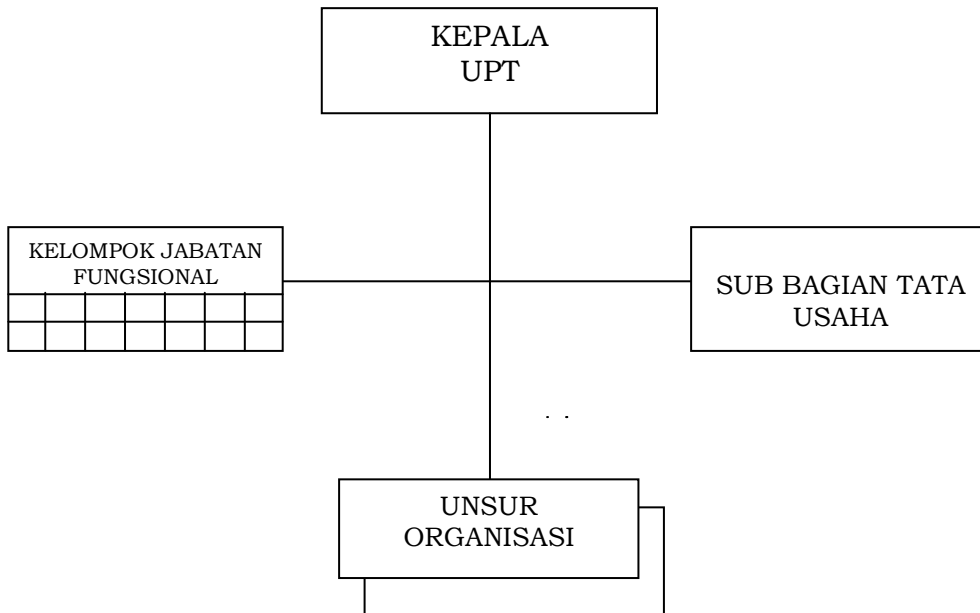 KEPALA
UPT
KELOMPOK JABATAN
FUNGSIONAL
SUB BAGIAN TATA
USAHA
. .
UNSUR
ORGANISASI